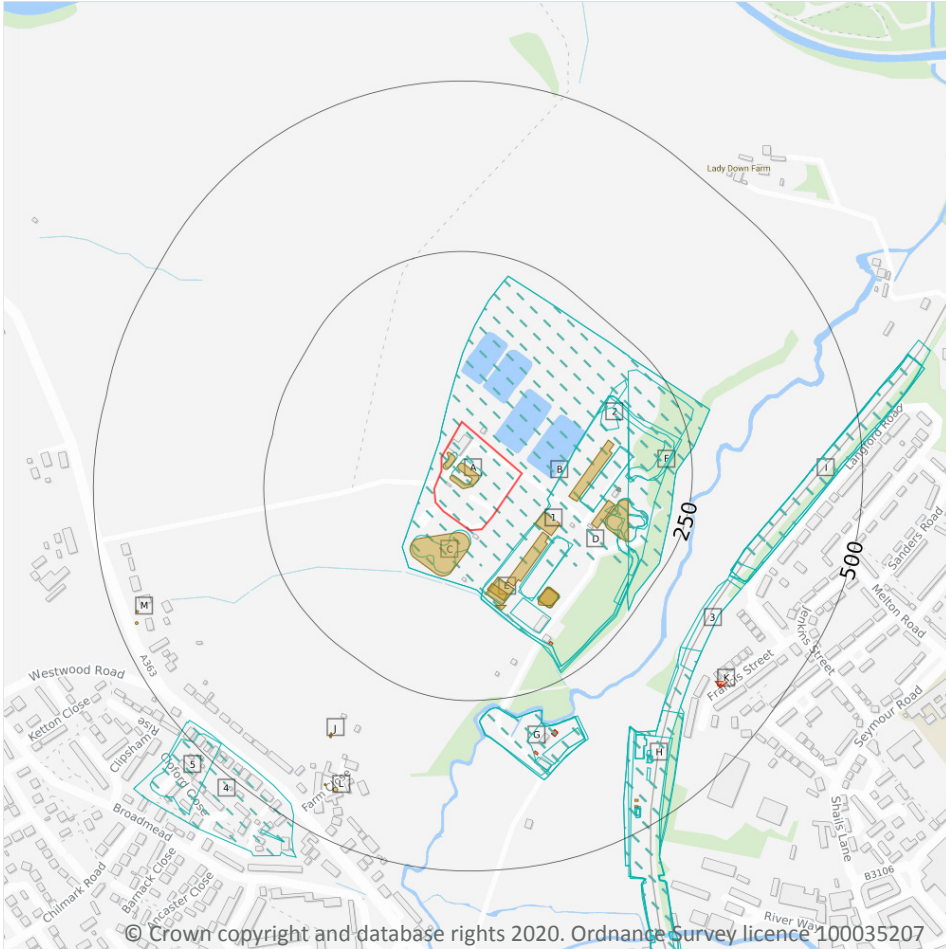 Lady Down Farm
2
A
B
F
I
Langford Road
250
1
C
D
500
Sanders Road
E
M
3
Melton Road
Jenkins Street
A363
Westwood Road
K
Francis Street
Ketton Close
J
G
Seymour Road
H
Clipsham Rise
5
4
L
Farm Close
Broadmead
Shails Lane
Chilmark Road
Barnack Close
Ancaster Close
B3106
River Way
© Crown copyright and database rights 2020. Ordnance Survey licence 100035207